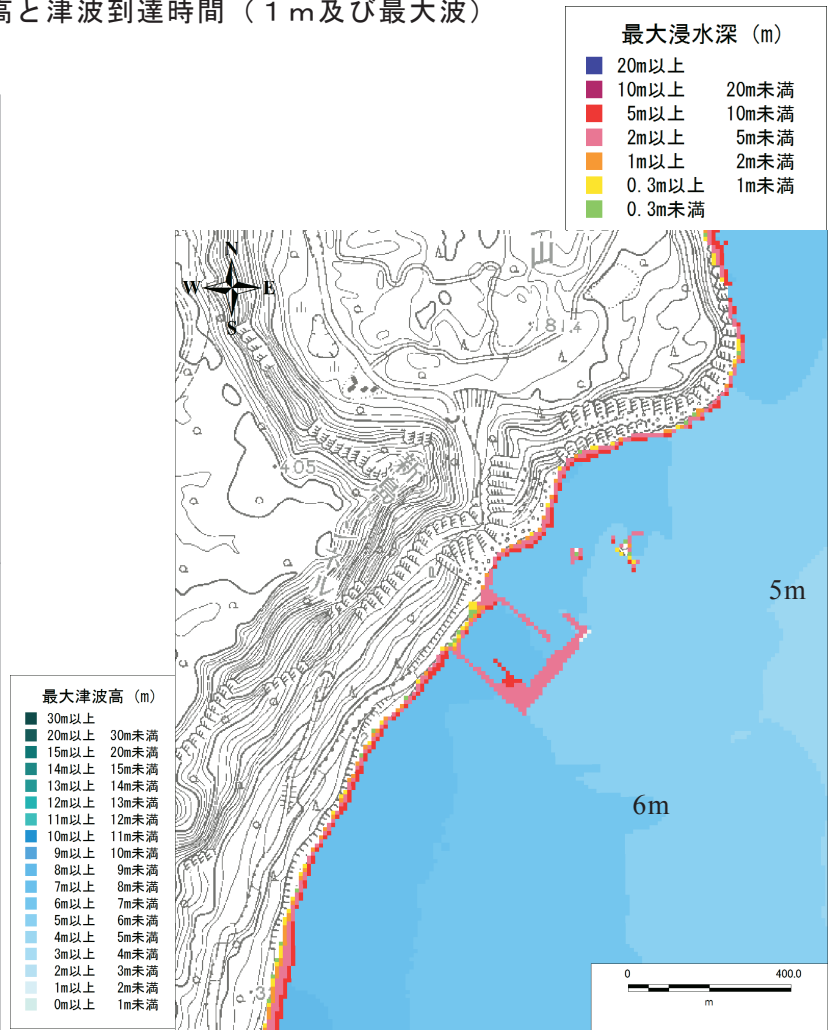 高と津波到達時間（１ｍ及び最大波）
最大浸水深（m）
20m以上
10m以上 20m未満
5m以上 10m未満
2m以上 5m未満
1m以上 2m未満
0.3m以上 1m未満
0.3m未満
山
N
W E
S
・181.4
・405
5m
6m
最大津波高（m）
30m以上
20m以上 30m未満
15m以上 20m未満
14m以上 15m未満
13m以上 14m未満
12m以上 13m未満
11m以上 12m未満
10m以上 11m未満
9m以上 10m未満
8m以上 9m未満
7m以上 8m未満
6m以上 7m未満
5m以上 6m未満
4m以上 5m未満
3m以上 4m未満
2m以上 3m未満
1m以上 2m未満
0m以上 1m未満
0 400.0
m